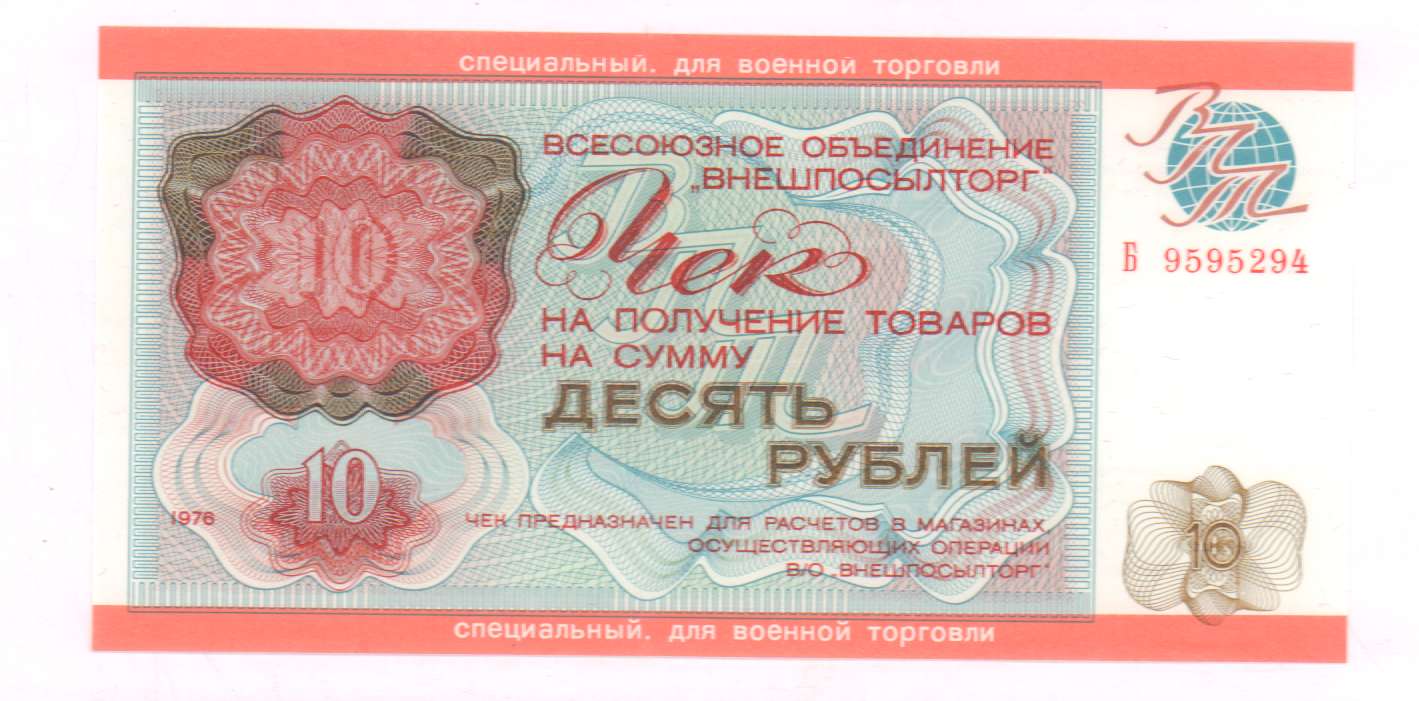 специальный. для военной торговли
ВПТ
Б 9595294
ВСЕСОЮЗНОЕ ОБЪЕДИНЕНИЕ
„ВНЕШПОСЫЛТОРГ"
Чек
НА ПОЛУЧЕНИЕ ТОВАРОВ
НА СУММУ
ДЕСЯТЬ
РУБЛЕЙ
10
10
1976
ЧЕК ПРЕДНАЗНАЧЕН ДЛЯ РАСЧЕТОВ В МАГАЗИНАХ,
ОСУЩЕСТВЛЯЮЩИХ ОПЕРАЦИИ
В/О „ВНЕШПОСЫЛТОРГ"
10
специальный. для военной торговли